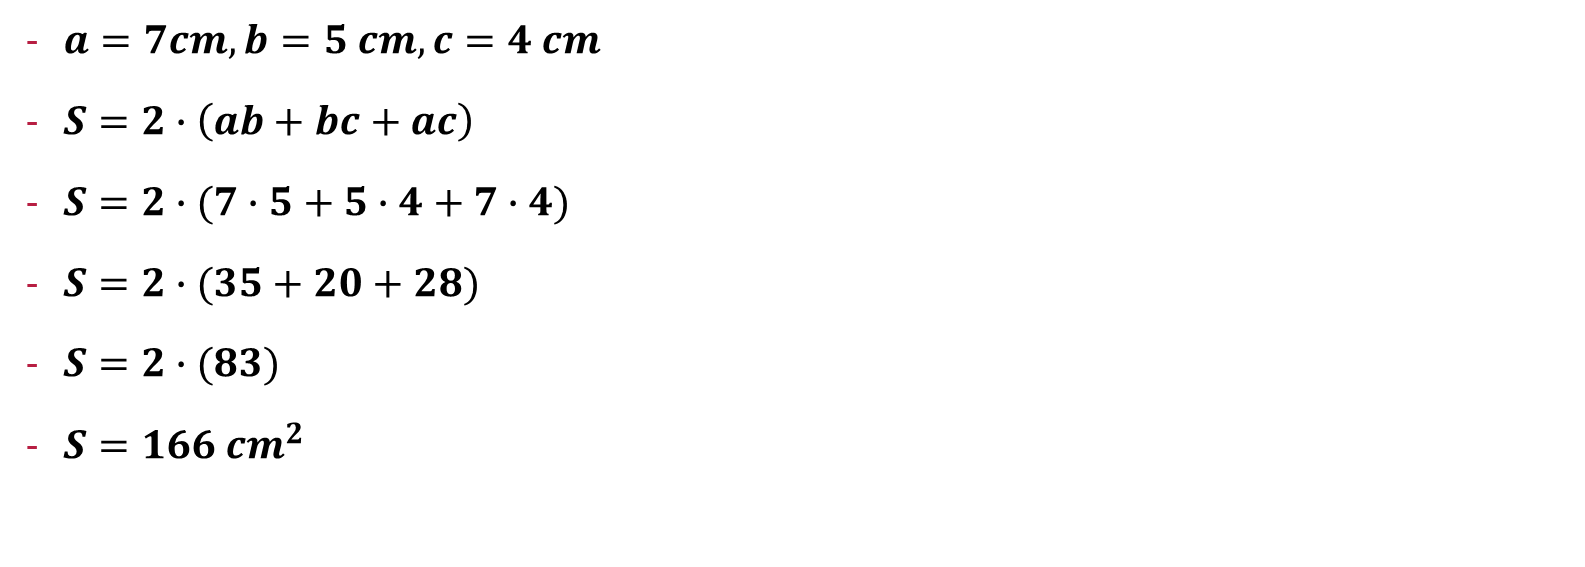 - a = 7cm, b = 5 cm, c = 4 cm
- S = 2 · (ab + bc + ac)
- S = 2 · (7 · 5 + 5 · 4 + 7 · 4)
- S = 2 · (35 + 20 + 28)
- S = 2 · (83)
- S = 166 cm²